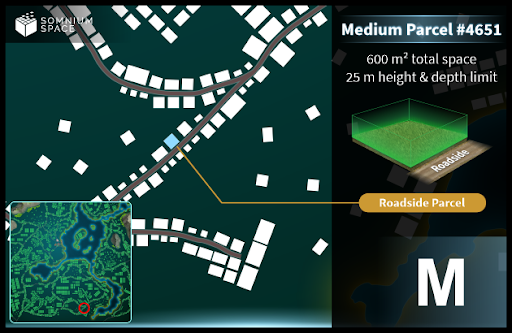 SOMNIUM
SPACE
Medium Parcel #4651
600 m² total space
25 m height & depth limit
Roadside
Roadside Parcel
M